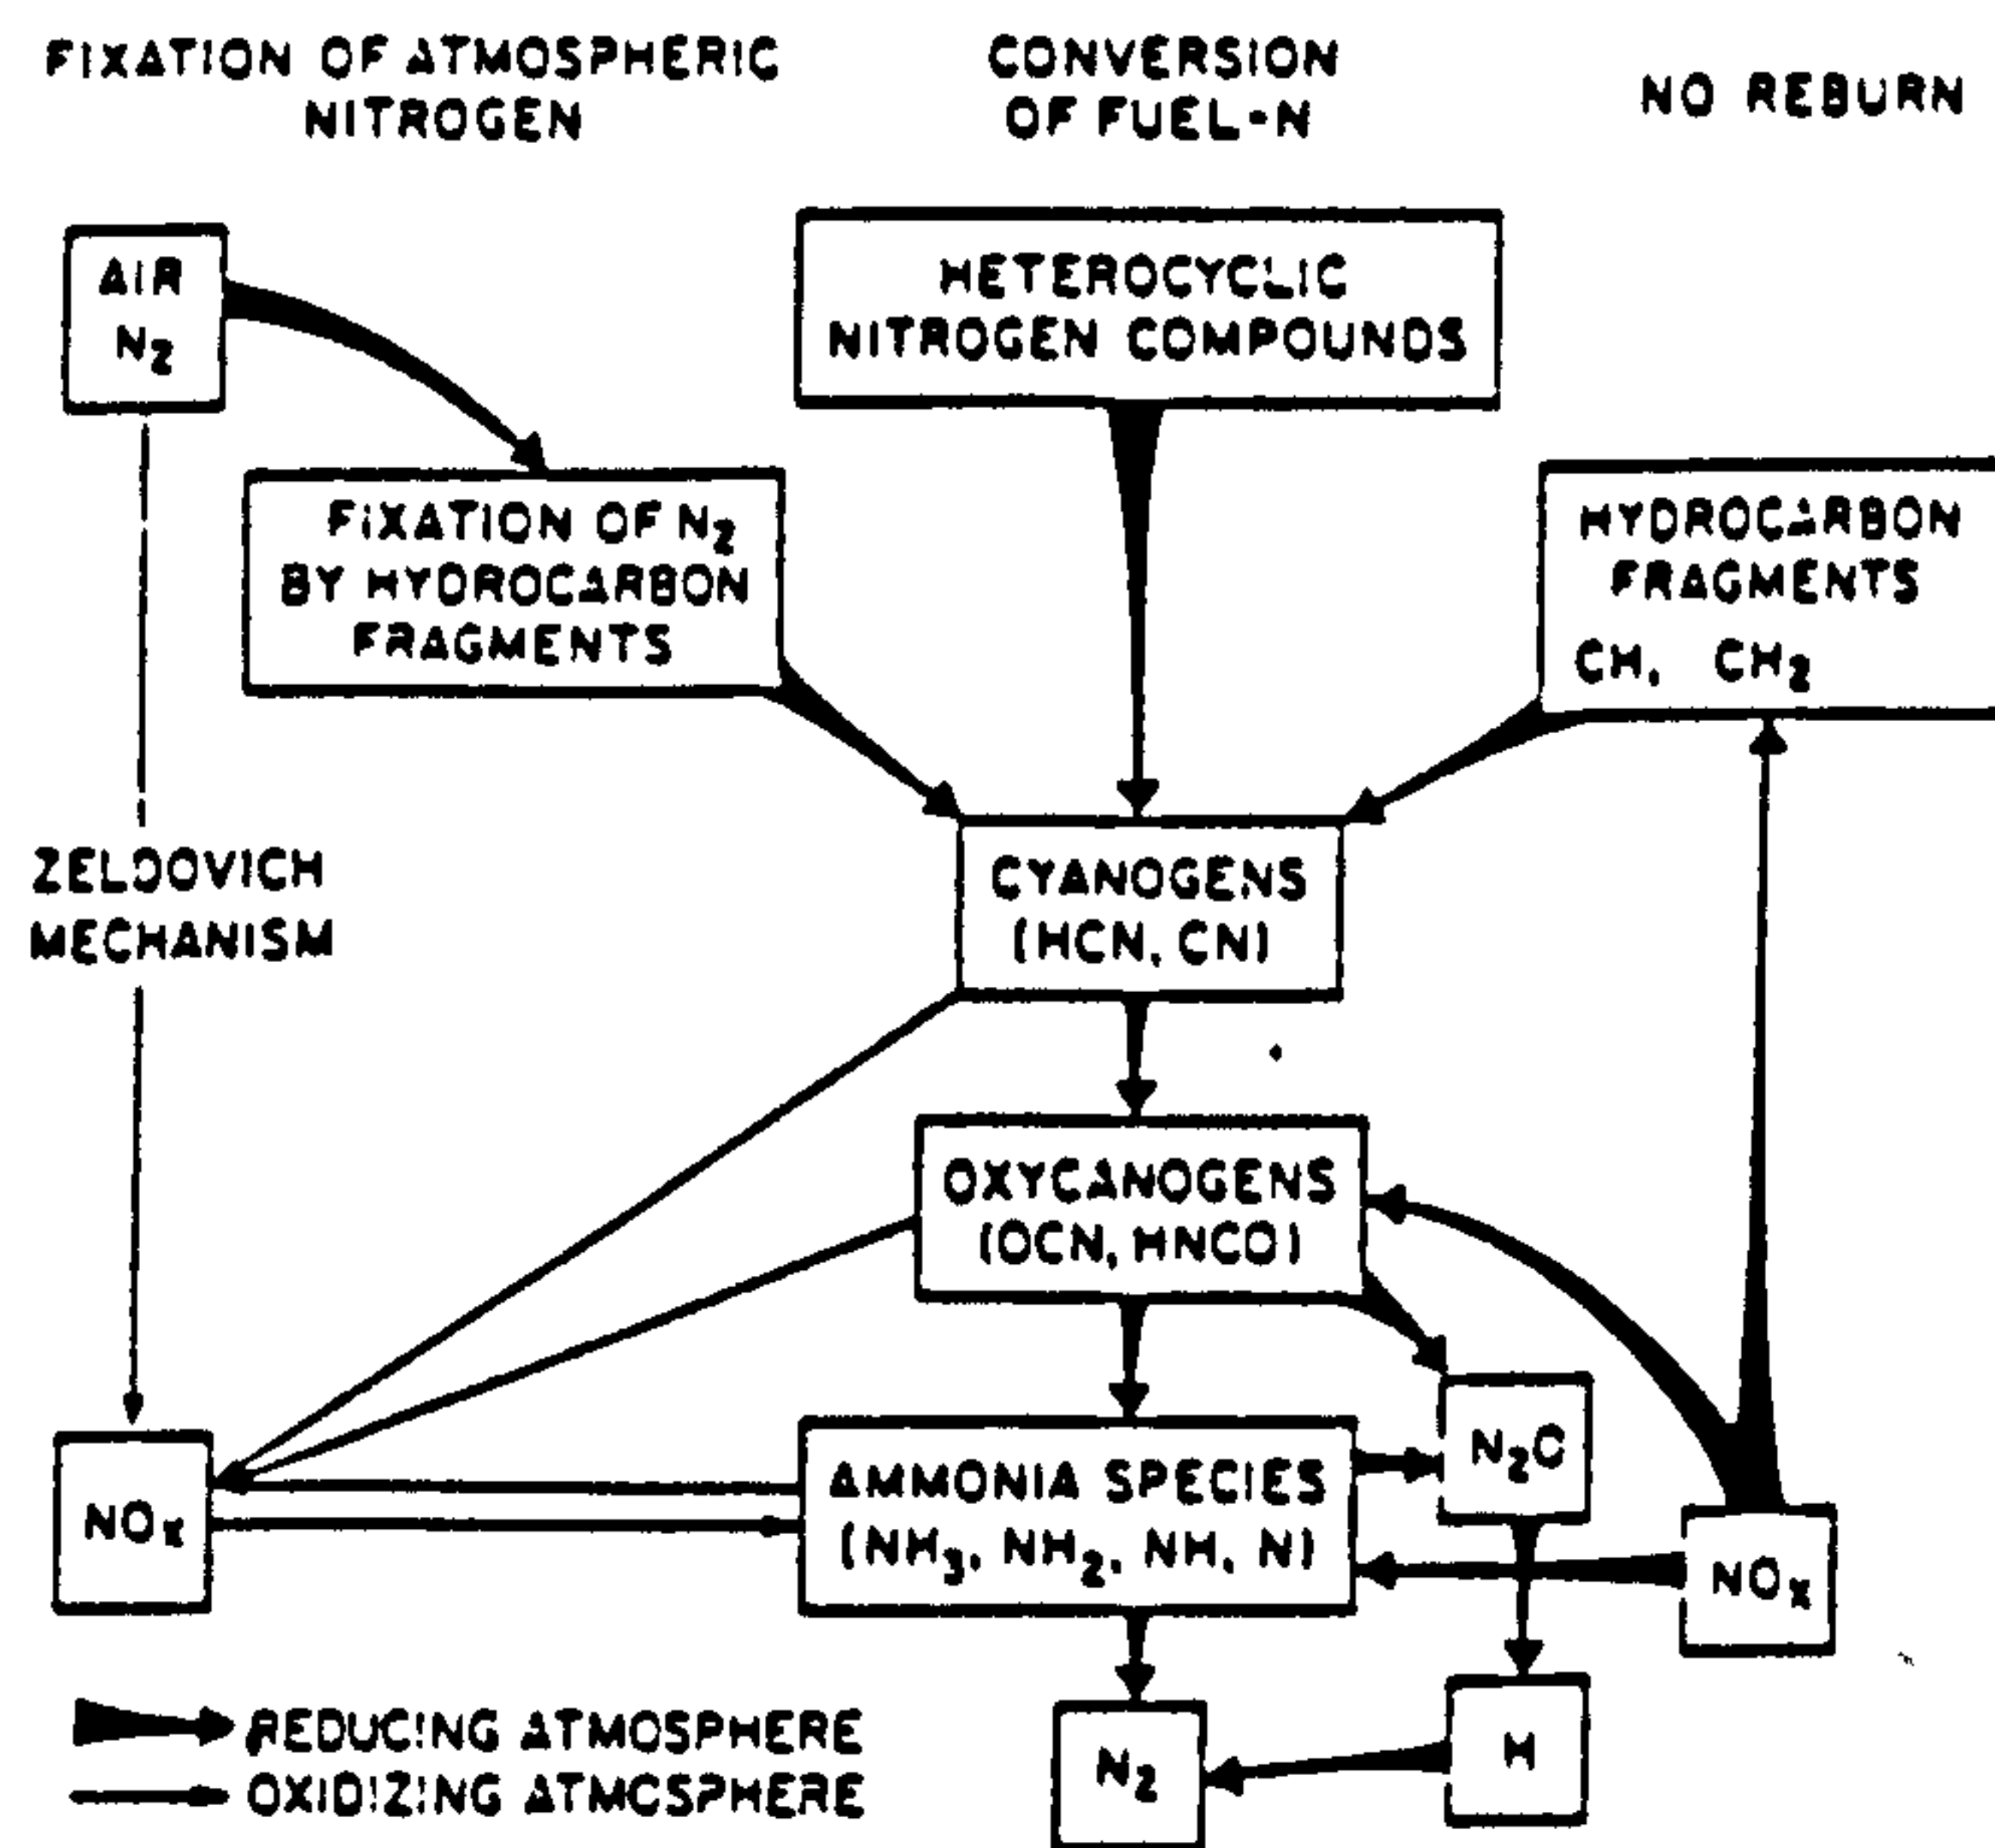 FIXATION OF ATMOSPHERIC
NITROGEN
CONVERSION
OF FUEL-N
NO REBURN
AIR
N₂
HETEROCYCLIC
NITROGEN COMPOUNDS
FIXATION OF N₂
BY HYDROCARBON
FRAGMENTS
HYDROCARBON
FRAGMENTS
CH, CH₂
ZELDOVICH
MECHANISM
CYANOGENS
(HCN, CN)
OXYCANOGENS
(OCN, HNCO)
NOₓ
AMMONIA SPECIES
(NH₃, NH₂, NH, N)
N₂O
NOₓ
N₂
H
REDUCING ATMOSPHERE
OXIDIZING ATMOSPHERE